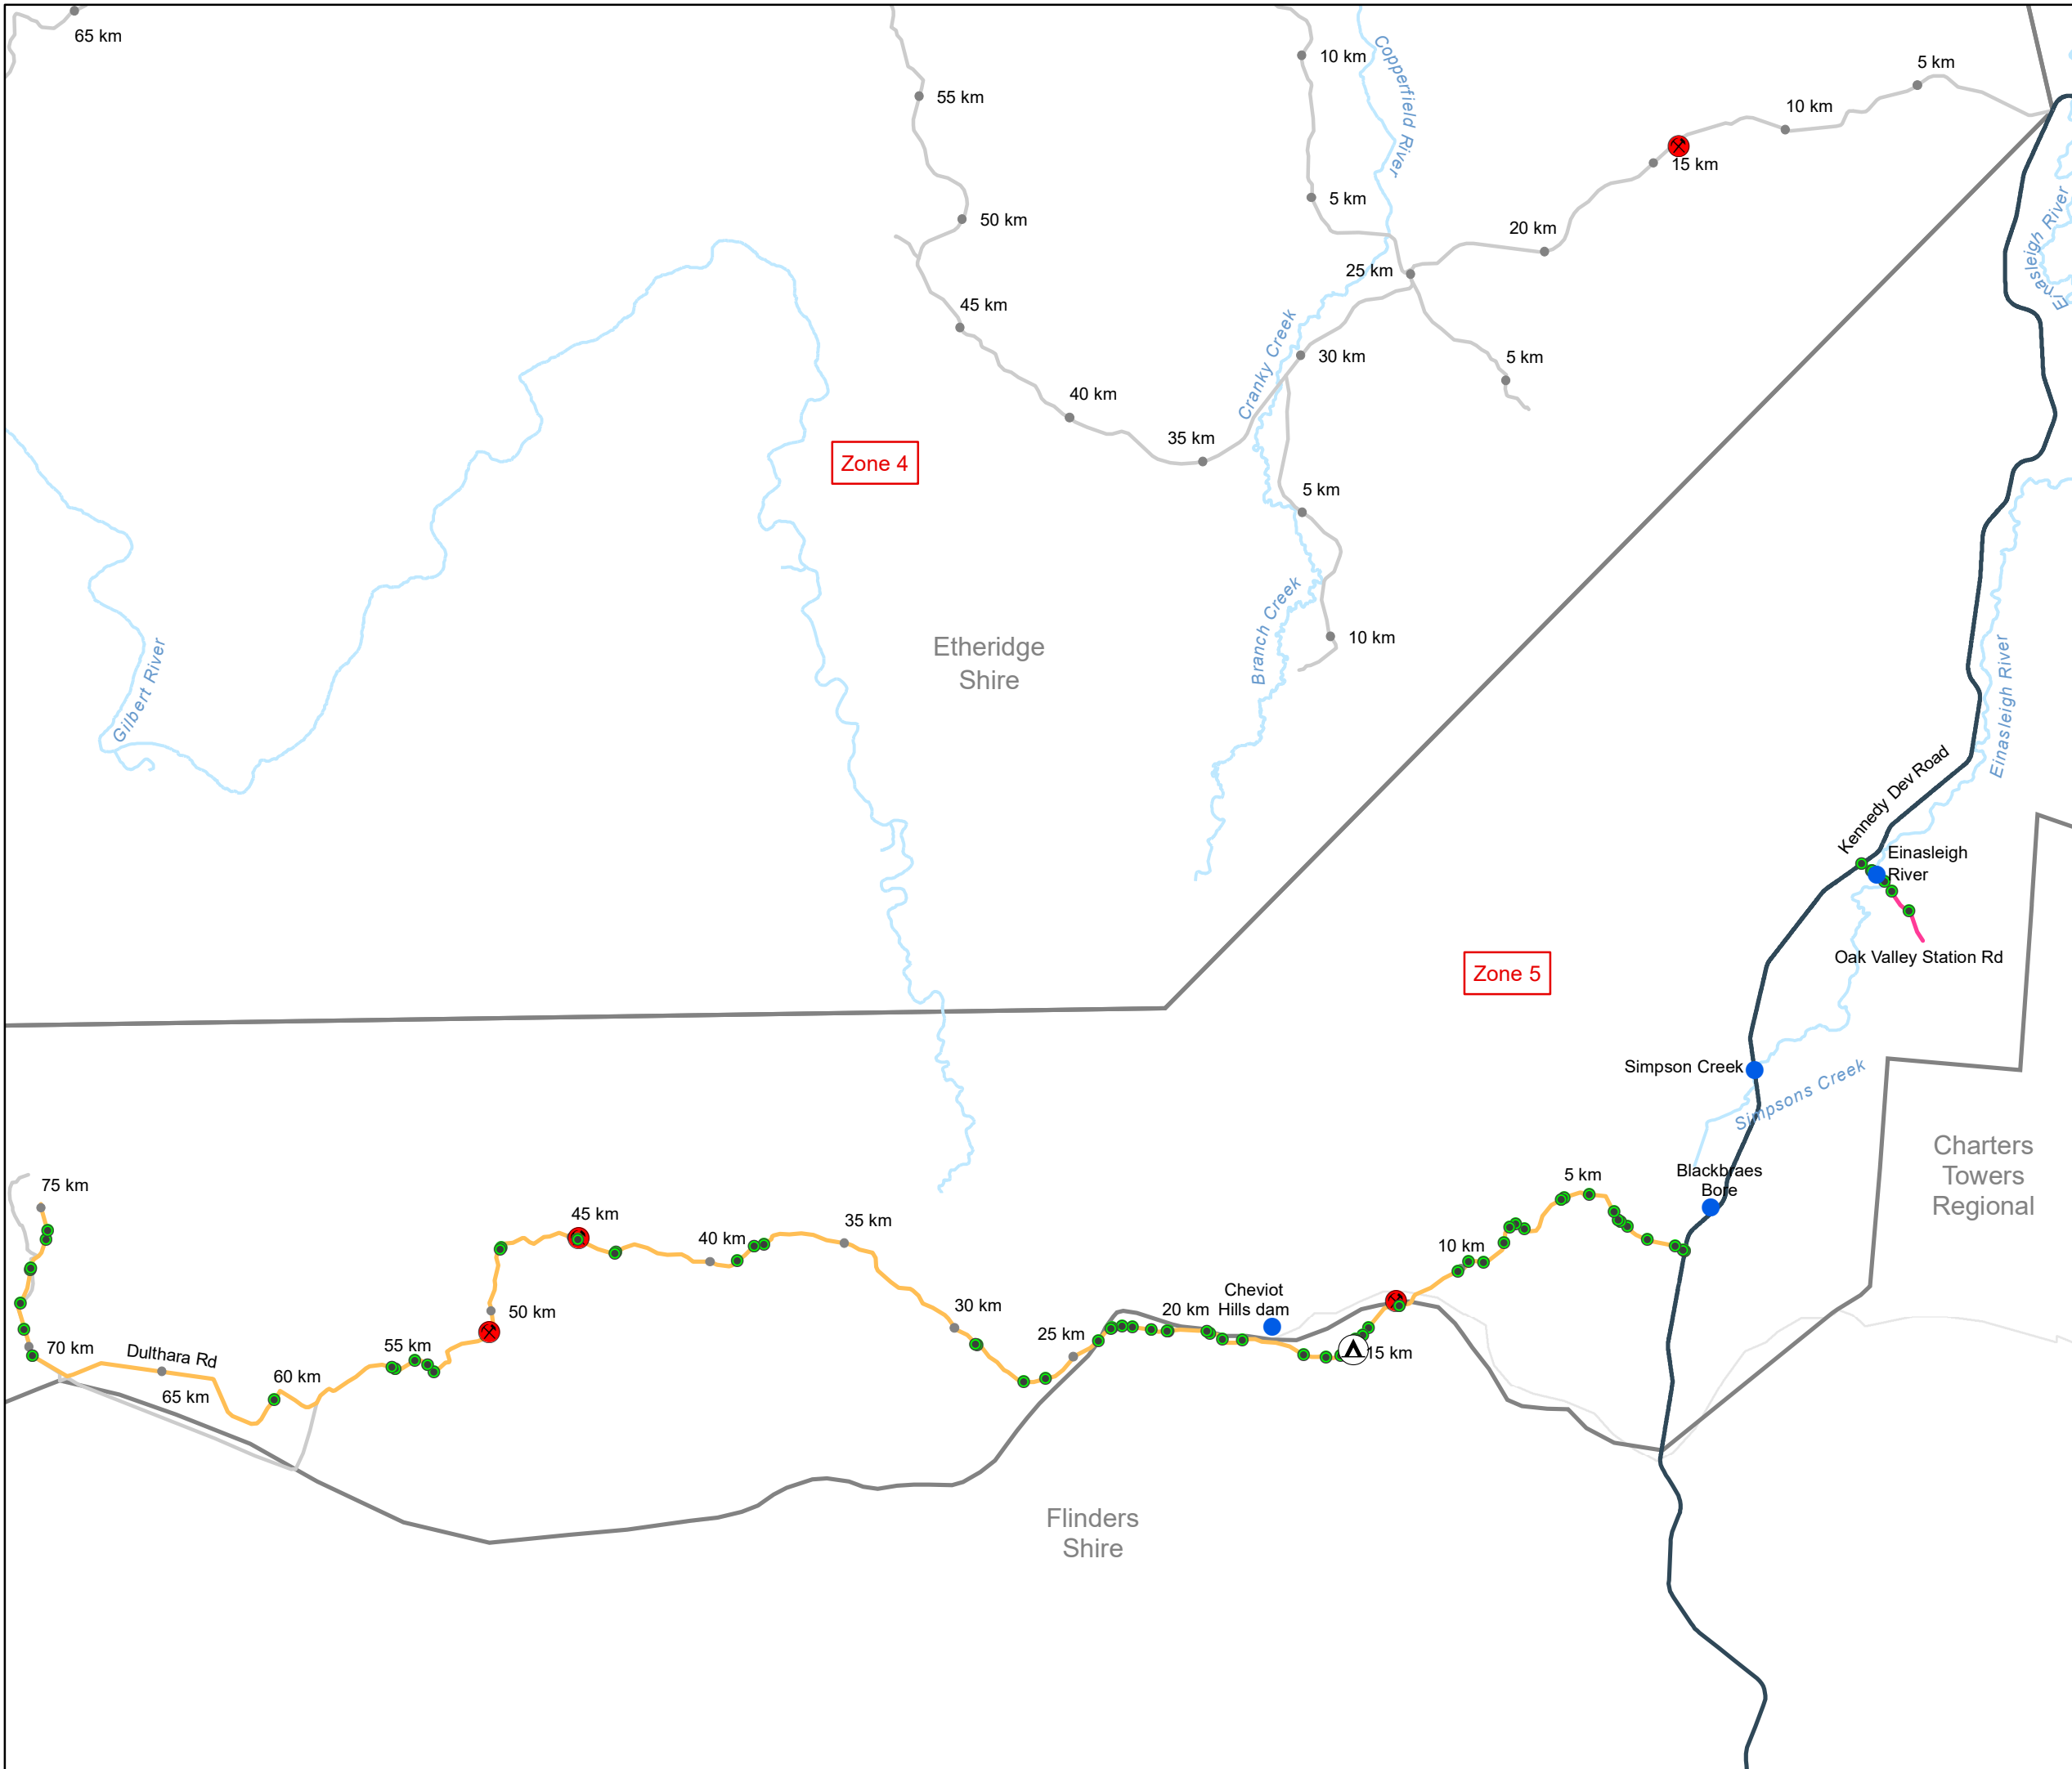 65 km
10 km
Copperfield River
5 km
55 km
10 km
15 km
50 km
5 km
20 km
Einasleigh River
25 km
45 km
Cranky Creek
30 km
5 km
40 km
35 km
Zone 4
5 km
Branch Creek
10 km
Etheridge
Shire
Gilbert River
Einasleigh River
Kennedy Dev Road
Einasleigh
River
Oak Valley Station Rd
Zone 5
Simpson Creek
Simpsons Creek
Charters
Towers
Regional
Blackbraes
Bore
5 km
75 km
45 km
35 km
40 km
10 km
Cheviot
Hills dam
50 km
30 km
20 km
25 km
15 km
70 km
Dulthara Rd
55 km
60 km
65 km
Flinders
Shire